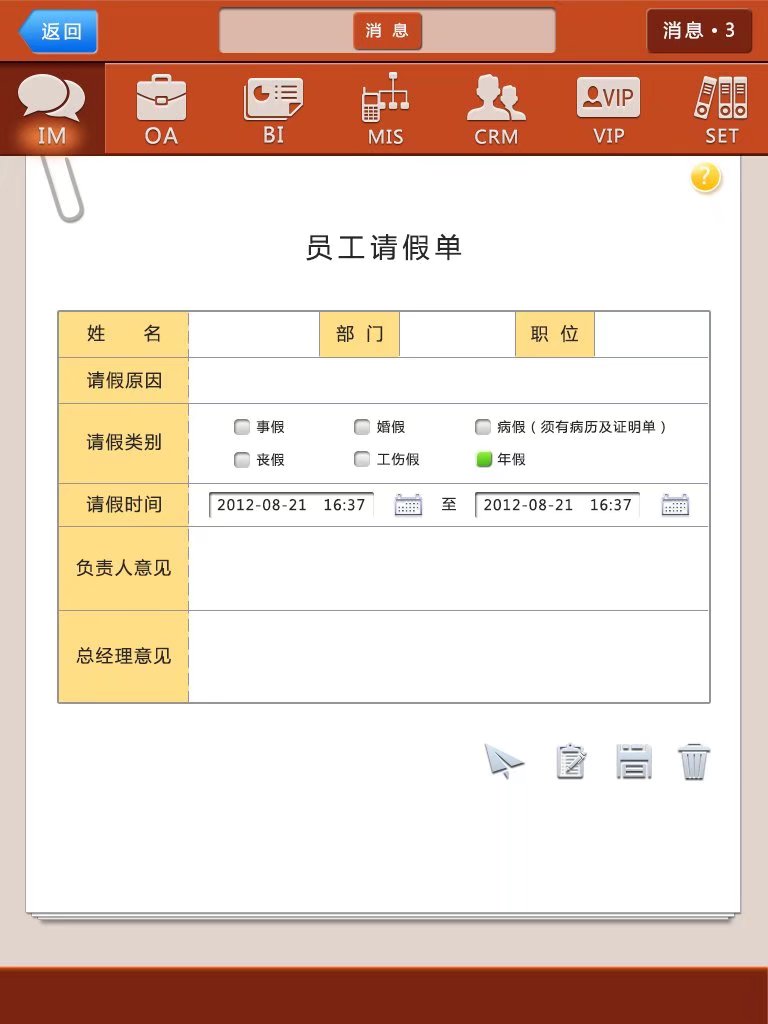 返回
消 息
消息·3
IM
OA
BI
MIS
CRM
VIP
VIP
SET
?
员工请假单
姓 名 部 门 职 位
请假原因
请假类别
事假 婚假 病假（须有病历及证明单）
丧假 工伤假 年假
请假时间 2012-08-21 16:37 至 2012-08-21 16:37
负责人意见
总经理意见